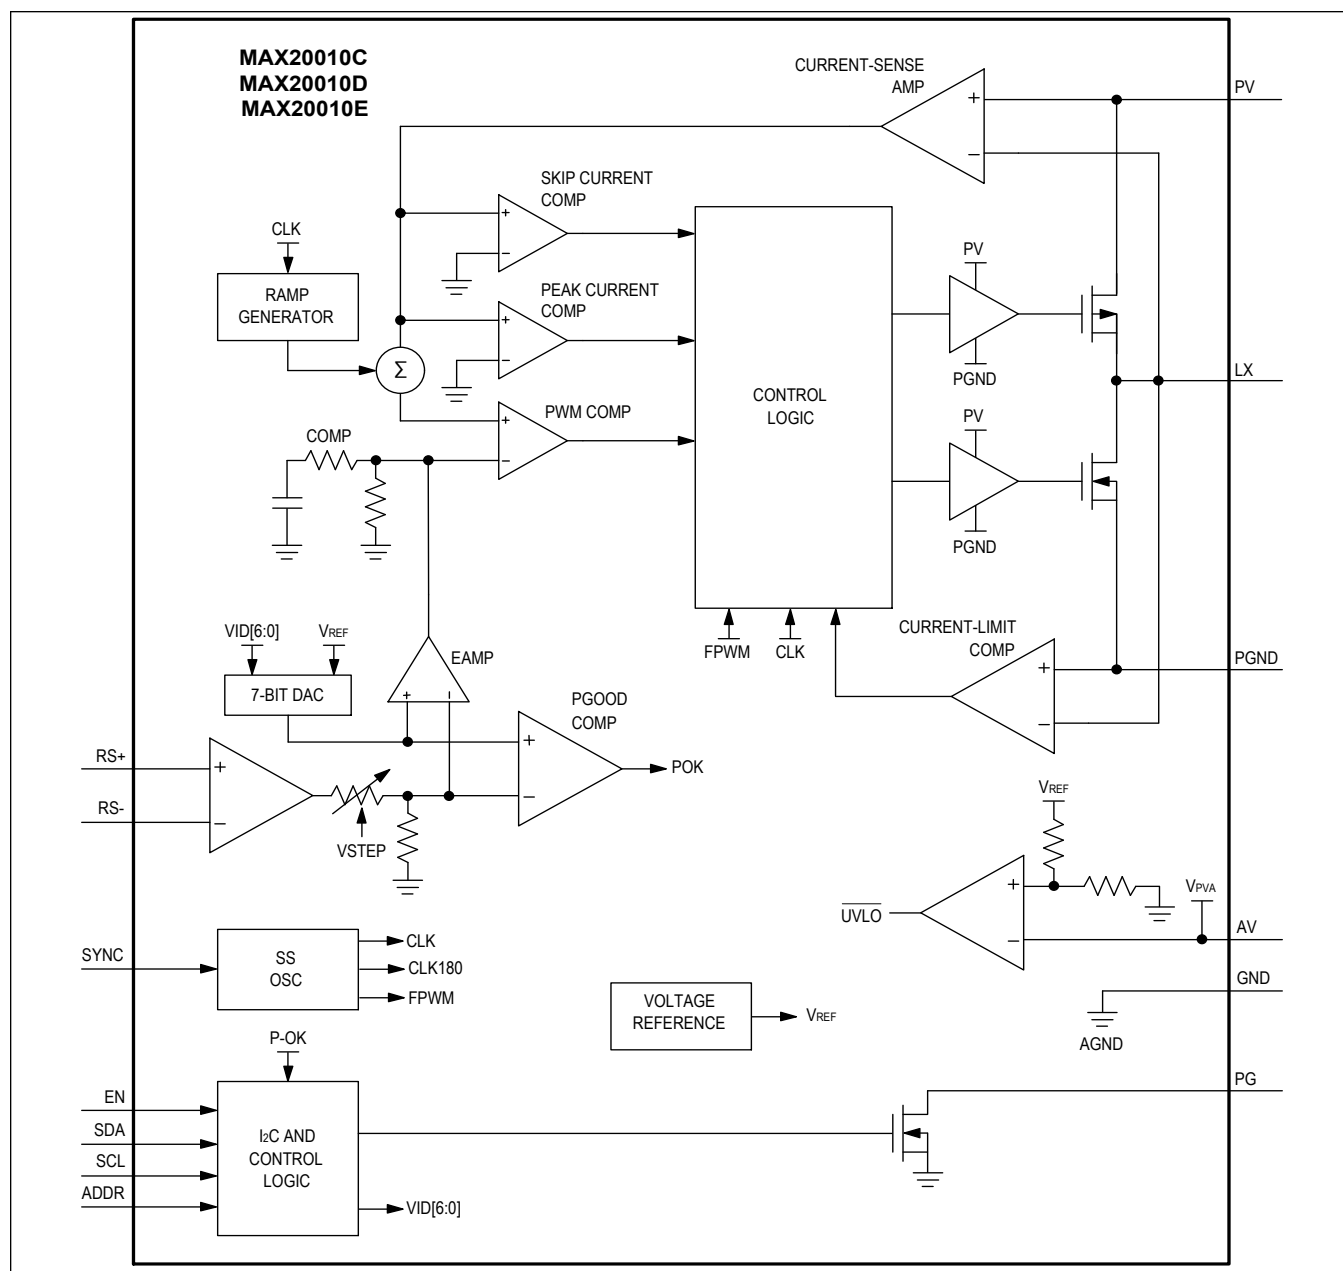 MAX20010C
MAX20010D
MAX20010E
CURRENT-SENSE
AMP
+
−
PV
SKIP CURRENT
COMP
+
−
CLK
RAMP
GENERATOR
PEAK CURRENT
COMP
+
−
Σ
PV
PGND
LX
CONTROL
LOGIC
PWM COMP
+
−
COMP
PV
PGND
FPWM
CLK
VID[6:0]
VREF
7-BIT DAC
EAMP
+
−
CURRENT-LIMIT
COMP
+
−
PGND
PGOOD
COMP
+
−
POK
RS+
RS-
+
−
VSTEP
VREF
+
−
UVLO
VPVA
AV
SYNC
SS
OSC
CLK
CLK180
FPWM
VOLTAGE
REFERENCE
VREF
GND
AGND
P-OK
EN
SDA
SCL
ADDR
I2C AND
CONTROL
LOGIC
VID[6:0]
PG